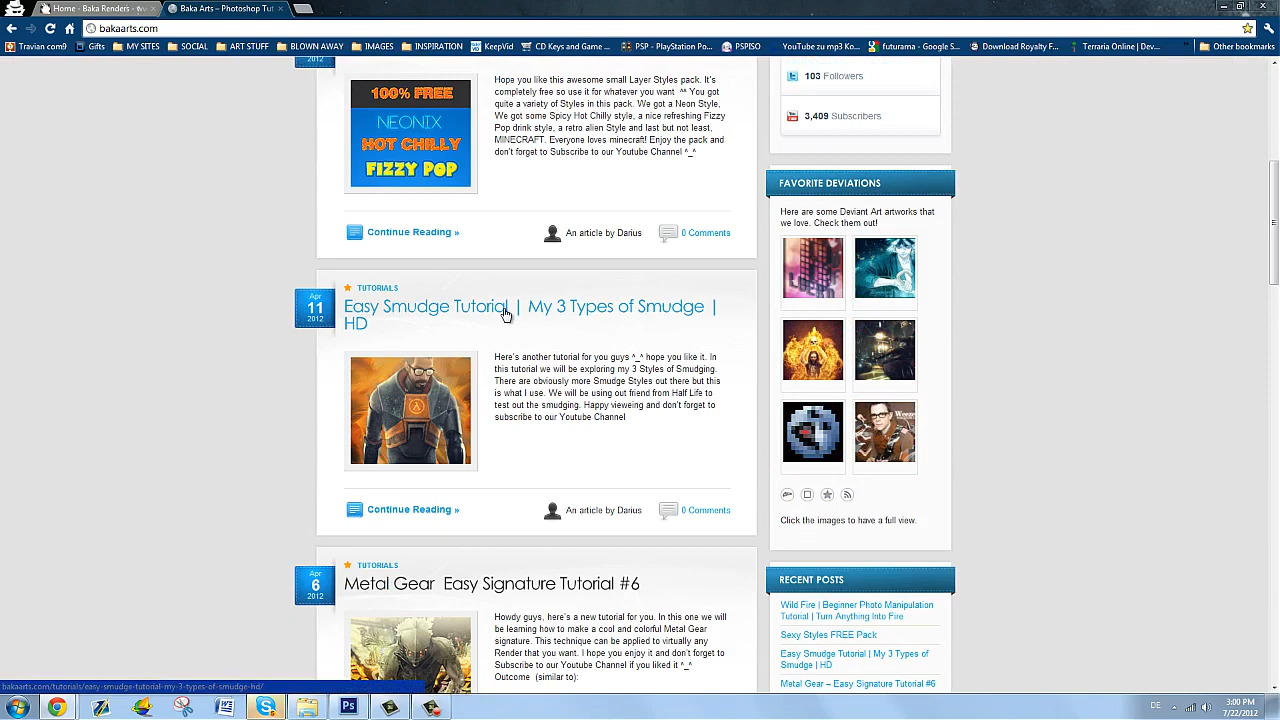 Home - Baka Renders - w
Baka Arts – Photoshop Tut
bakaarts.com
Travian com9
Gifts
MY SITES
SOCIAL
ART STUFF
BLOWN AWAY
IMAGES
INSPIRATION
KeepVid
CD Keys and Game ...
PSP - PlayStation Po...
PSPISO
YouTube zu mp3 Ko...
futurama - Google S...
Download Royalty F...
Terraria Online | Dev...
Other bookmarks
2012
100% FREE
NEONIX
HOT CHILLY
FIZZY POP
Hope you like this awesome small Layer Styles pack. It's
completely free so use it for whatever you want ^^ You got
quite a variety of Styles in this pack. We got a Neon Style,
We got some Spicy Hot Chilly style, a nice refreshing Fizzy
Pop drink style, a retro alien Style and last but not least,
MINECRAFT. Everyone loves minecraft! Enjoy the pack and
don't forget to Subscribe to our Youtube Channel ^_^
Continue Reading »
An article by Darius
0 Comments
Apr
11
2012
TUTORIALS
Easy Smudge Tutorial | My 3 Types of Smudge |
HD
Here's another tutorial for you guys ^_^ hope you like it. In
this tutorial we will be exploring my 3 Styles of Smudging.
There are obviously more Smudge Styles out there but this
is what I use. We will be using out friend from Half Life to
test out the smudging. Happy vieweing and don't forget to
subscribe to our Youtube Channel
Continue Reading »
An article by Darius
0 Comments
Apr
6
2012
TUTORIALS
Metal Gear Easy Signature Tutorial #6
Howdy guys, here's a new tutorial for you. In this one we will
be learning how to make a cool and colorful Metal Gear
signature. This technique can be applied to virtually any
Render that you want. I hope you enjoy it and don't forget to
Subscribe to our Youtube Channel if you liked it ^_^
Outcome (similar to):
103 Followers
3,409 Subscribers
FAVORITE DEVIATIONS
Here are some Deviant Art artworks that
we love. Check them out!
Click the images to have a full view.
RECENT POSTS
Wild Fire | Beginner Photo Manipulation
Tutorial | Turn Anything Into Fire
Sexy Styles FREE Pack
Easy Smudge Tutorial | My 3 Types of
Smudge | HD
Metal Gear – Easy Signature Tutorial #6
bakaarts.com/tutorials/easy-smudge-tutorial-my-3-types-of-smudge-hd/
Ps
DE
3:00 PM
7/22/2012